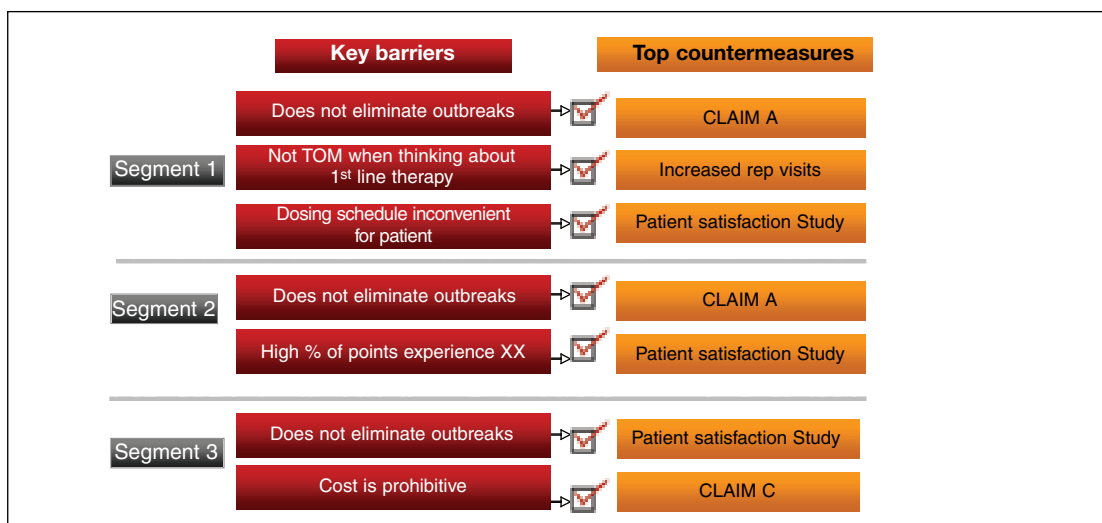 Key barriers
Top countermeasures
Does not eliminate outbreaks
CLAIM A
Segment 1
Not TOM when thinking about
1st line therapy
Increased rep visits
Dosing schedule inconvenient
for patient
Patient satisfaction Study
Segment 2
Does not eliminate outbreaks
CLAIM A
High % of points experience XX
Patient satisfaction Study
Segment 3
Does not eliminate outbreaks
Patient satisfaction Study
Cost is prohibitive
CLAIM C